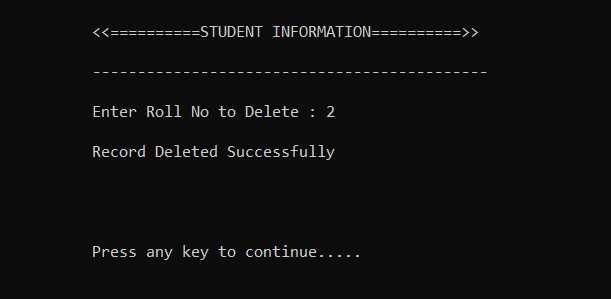 <<==========STUDENT INFORMATION==========>>
--------------------------------------------
Enter Roll No to Delete : 2
Record Deleted Successfully
Press any key to continue.....